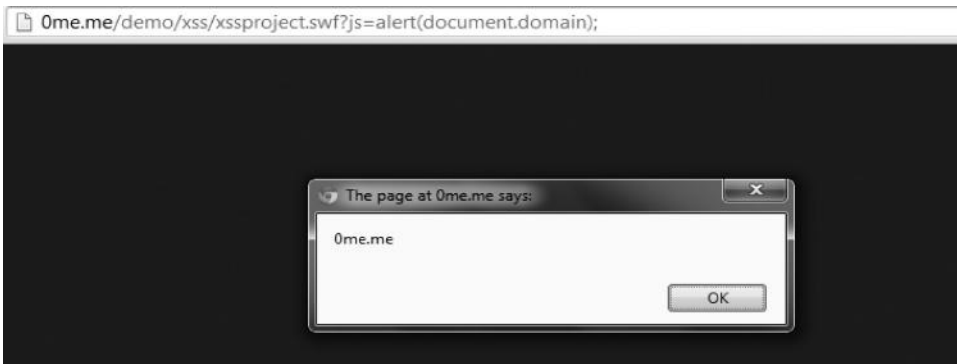 0me.me/demo/xss/xssproject.swf?js=alert(document.domain);
The page at 0me.me says:
0me.me
OK